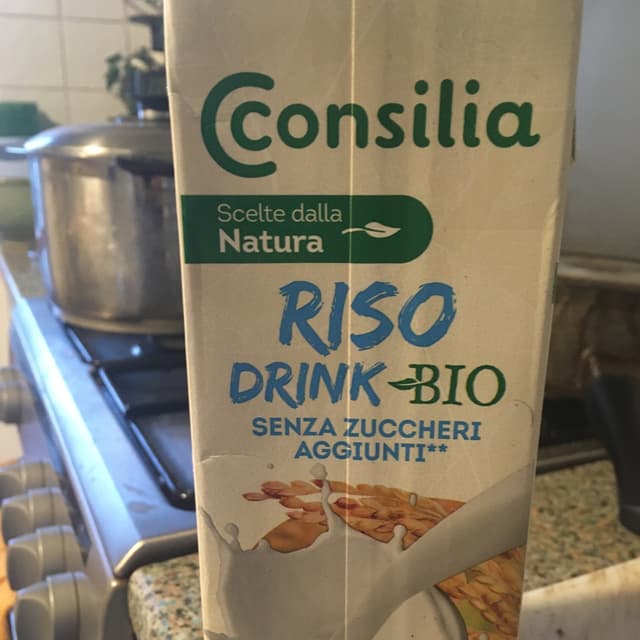 Consilia
Scelte dalla
Natura
RISO
DRINK BIO
SENZA ZUCCHERI
AGGIUNTI**